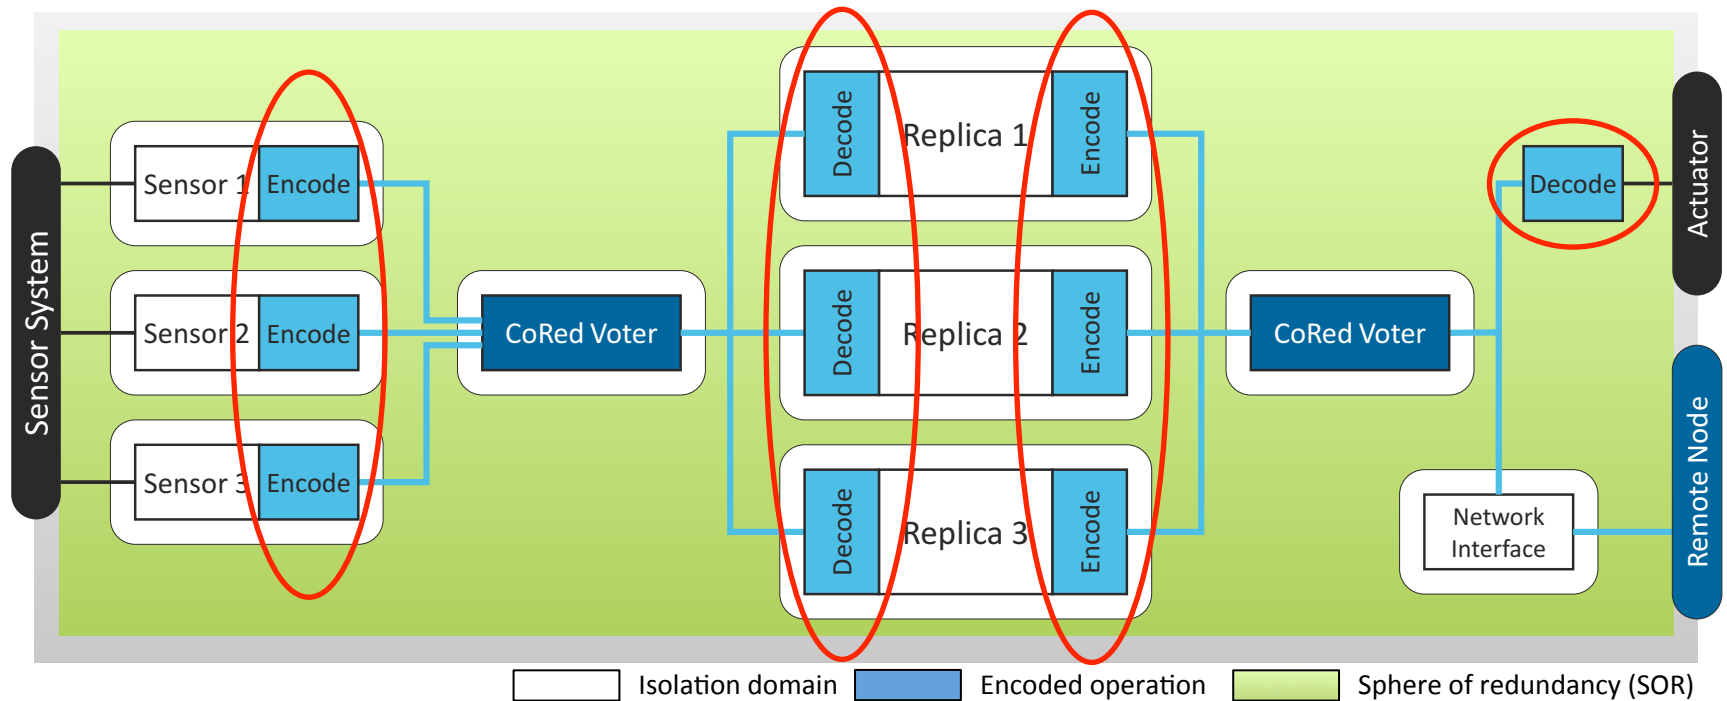 Sensor System
Sensor 1
Encode
Sensor 2
Encode
Sensor 3
Encode
CoRed Voter
Decode
Replica 1
Encode
Decode
Replica 2
Encode
Decode
Replica 3
Encode
CoRed Voter
Decode
Actuator
Network
Interface
Remote Node
Isolation domain
Encoded operation
Sphere of redundancy (SOR)